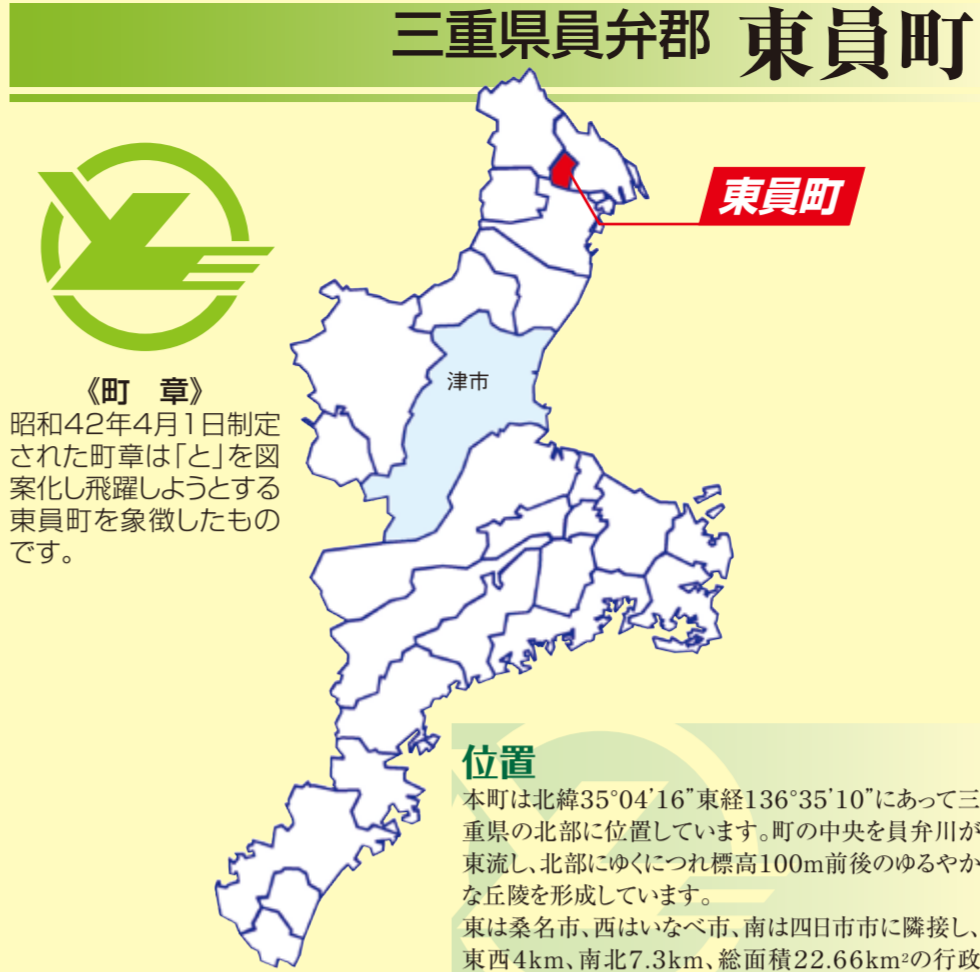 三重県員弁郡 東員町
東員町
津市
《町　章》
昭和42年4月1日制定
された町章は「と」を図
案化し飛躍しようとする
東員町を象徴したもの
です。
位置
本町は北緯35°04’16”東経136°35’10”にあって三
重県の北部に位置しています。町の中央を員弁川が
東流し、北部にゆくにつれ標高100m前後のゆるやか
な丘陵を形成しています。
東は桑名市、西はいなべ市、南は四日市市に隣接し、
東西4km、南北7.3km、総面積22.66km²の行政